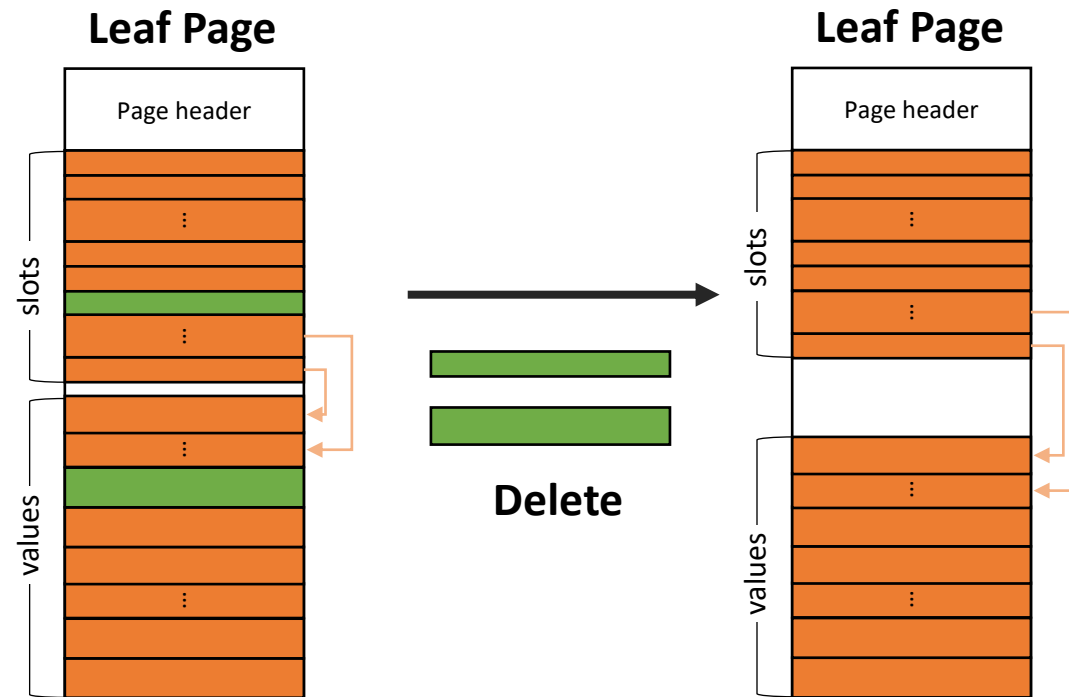 Leaf Page
Page header
⋮
slots
⋮
⋮
values
⋮
Delete
Leaf Page
Page header
⋮
slots
⋮
⋮
values
⋮